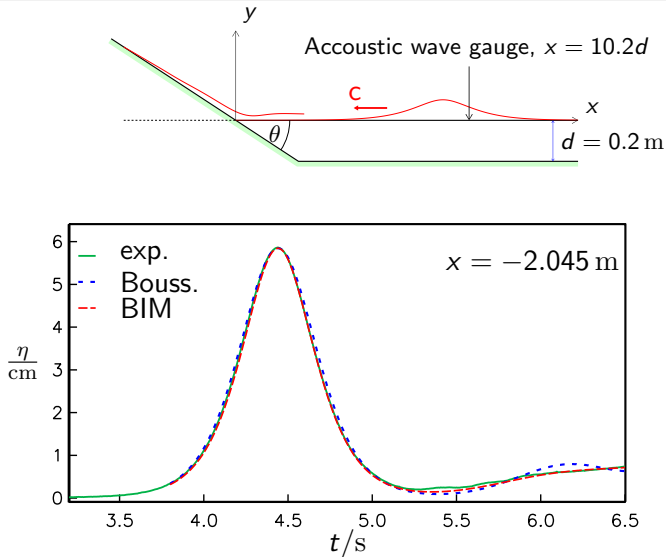 y
Accoustic wave gauge, x = 10.2d
c
x
θ
d = 0.2 m
6
exp.
x = −2.045 m
Bouss.
5
BIM
4
η/cm
3
2
1
0
3.5 4.0 4.5 5.0 5.5 6.0 6.5
t/s